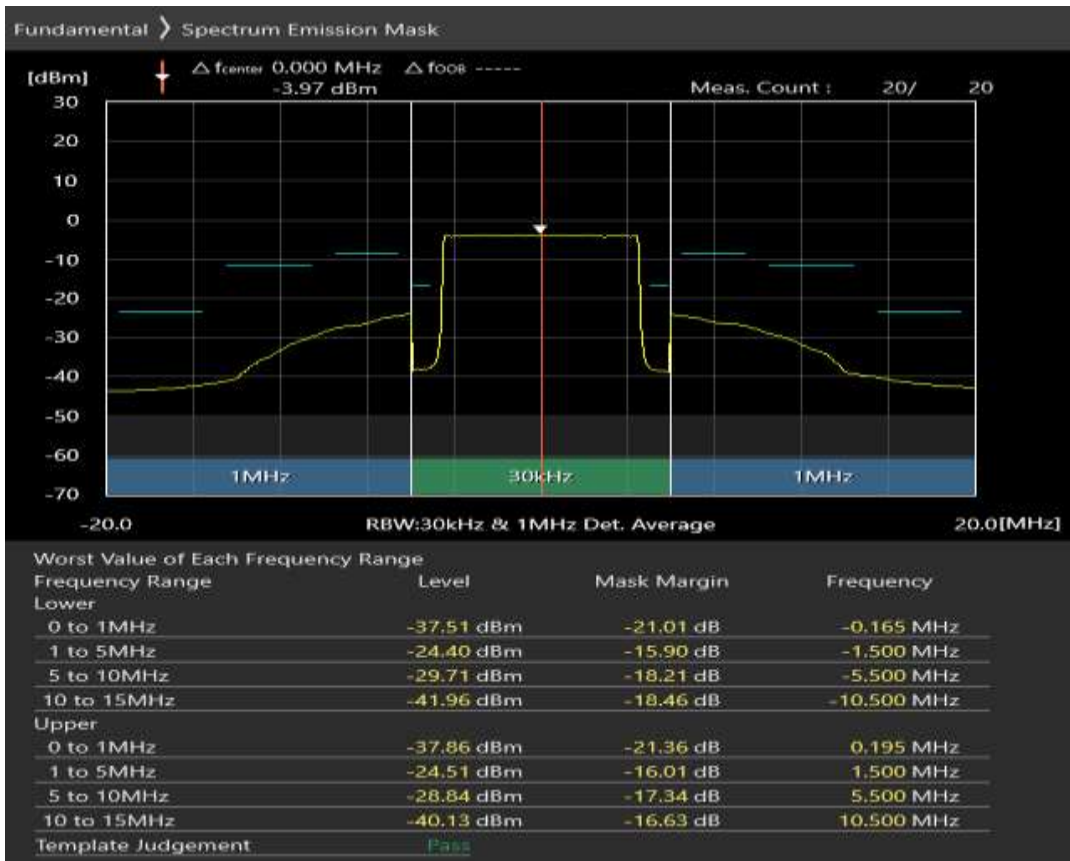 Fundamental ❯ Spectrum Emission Mask
[dBm] △ fcenter 0.000 MHz △ fOOB -----
-3.97 dBm Meas. Count : 20/ 20
30
20
10
0
-10
-20
-30
-40
-50
-60
1MHz 30kHz 1MHz
-70
-20.0 RBW:30kHz & 1MHz Det. Average 20.0[MHz]
Worst Value of Each Frequency Range
Frequency Range Level Mask Margin Frequency
Lower
0 to 1MHz -37.51 dBm -21.01 dB -0.165 MHz
1 to 5MHz -24.40 dBm -15.90 dB -1.500 MHz
5 to 10MHz -29.71 dBm -18.21 dB -5.500 MHz
10 to 15MHz -41.96 dBm -18.46 dB -10.500 MHz
Upper
0 to 1MHz -37.86 dBm -21.36 dB 0.195 MHz
1 to 5MHz -24.51 dBm -16.01 dB 1.500 MHz
5 to 10MHz -28.84 dBm -17.34 dB 5.500 MHz
10 to 15MHz -40.13 dBm -16.63 dB 10.500 MHz
Template Judgement Pass